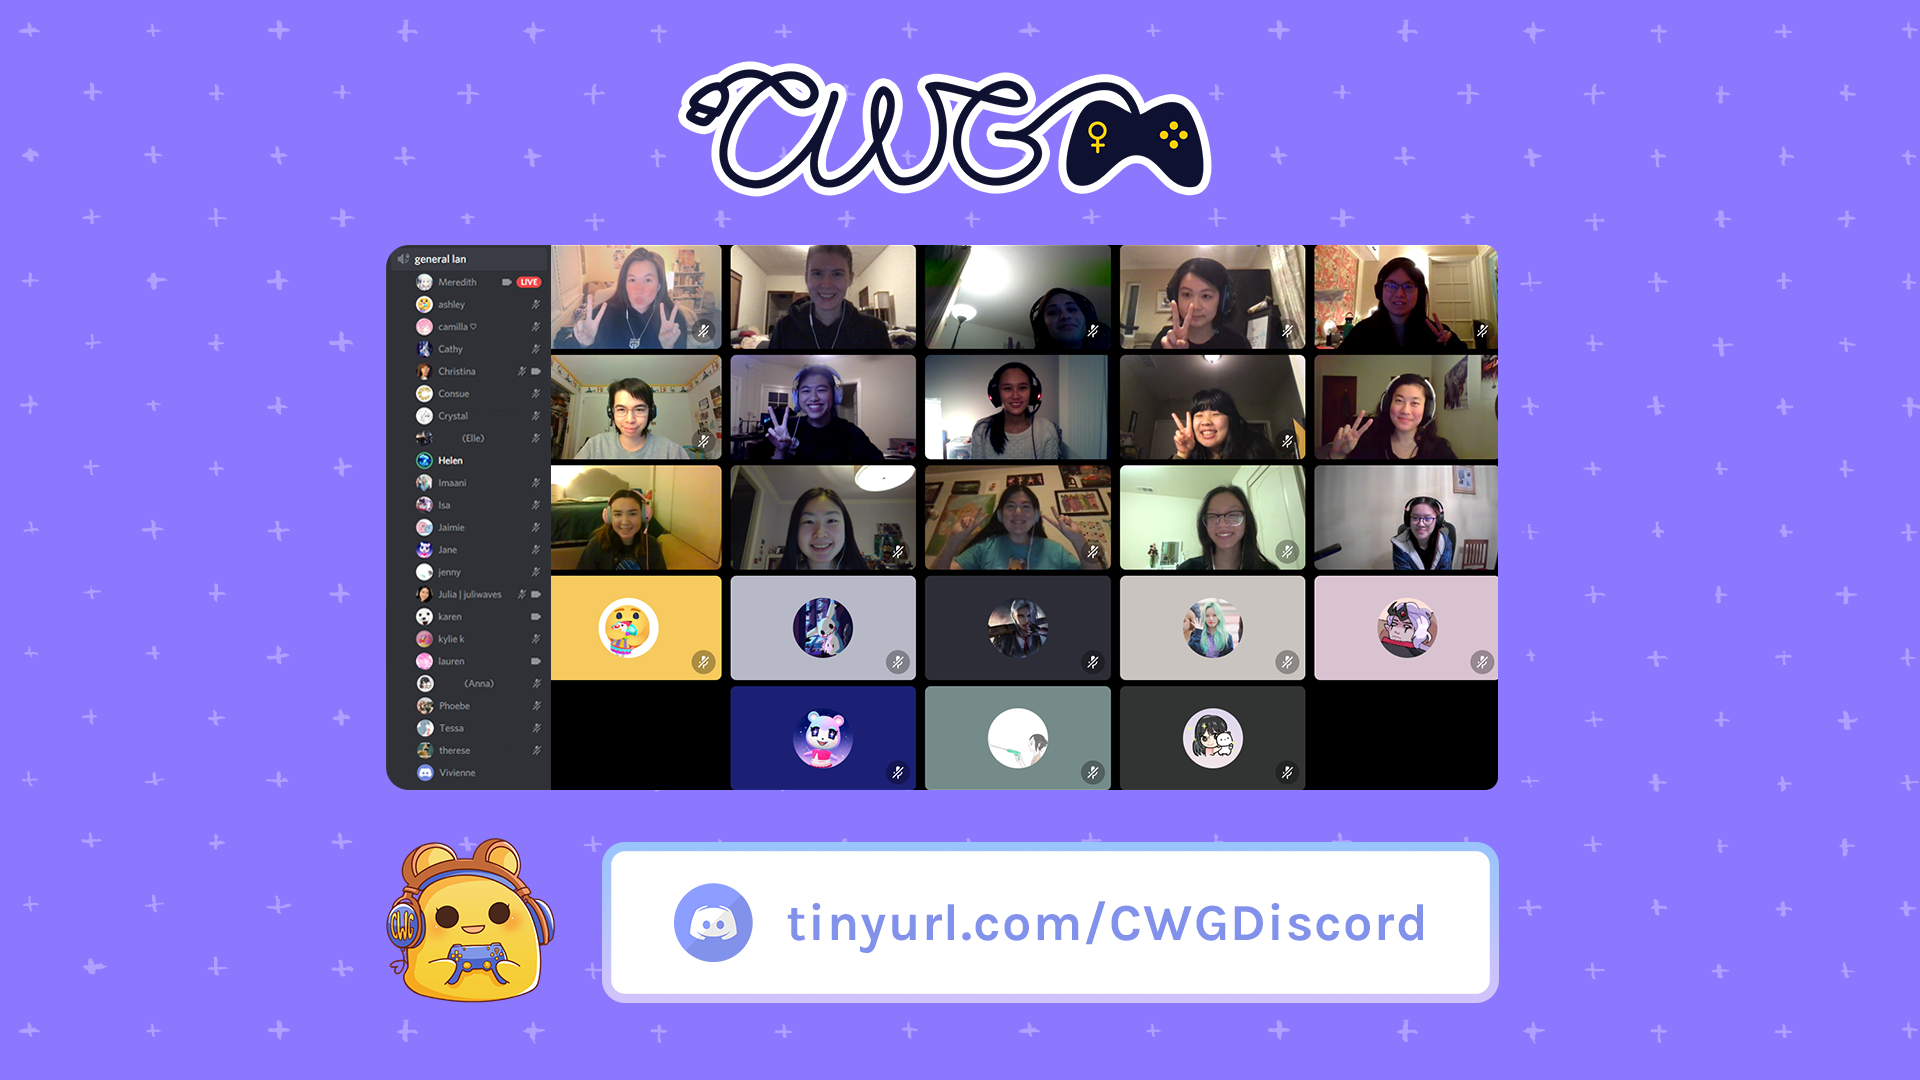 CWG
general lan
Meredith LIVE
ashley
camilla ♡
Cathy
Christina
Consue
Crystal
(Elle)
Helen
Imaani
Isa
Jaimie
Jane
jenny
Julia | juliwaves
karen
kylie k
lauren
(Anna)
Phoebe
Tessa
therese
Vivienne
CWG
tinyurl.com/CWGDiscord